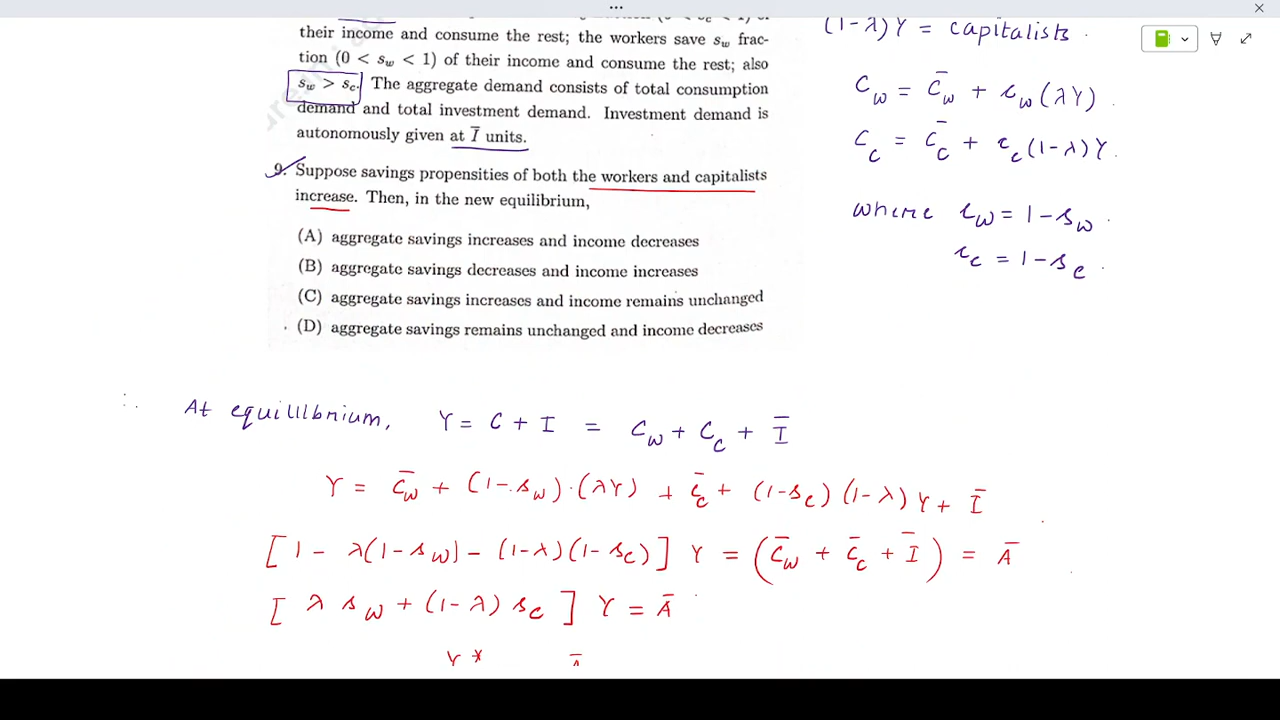 their income and consume the rest; the workers save s_w frac-
tion (0 < s_w < 1) of their income and consume the rest; also
s_w > s_c. The aggregate demand consists of total consumption
demand and total investment demand. Investment demand is
autonomously given at Ī units.
9. Suppose savings propensities of both the workers and capitalists
increase. Then, in the new equilibrium,
(A) aggregate savings increases and income decreases
(B) aggregate savings decreases and income increases
(C) aggregate savings increases and income remains unchanged
(D) aggregate savings remains unchanged and income decreases
(1-λ)Y = capitalists
C_w = C̄_w + c_w(λY)
C_c = C̄_c + c_c(1-λ)Y.
where c_w = 1-s_w
c_c = 1-s_c
At equilibrium, Y = C + I = C_w + C_c + Ī
Y = C̄_w + (1-s_w).(λY) + C̄_c + (1-s_c)(1-λ)Y + Ī
[1 - λ(1-s_w) - (1-λ)(1-s_c)] Y = (C̄_w + C̄_c + Ī) = Ā
[λ s_w + (1-λ) s_c] Y = Ā
Y*